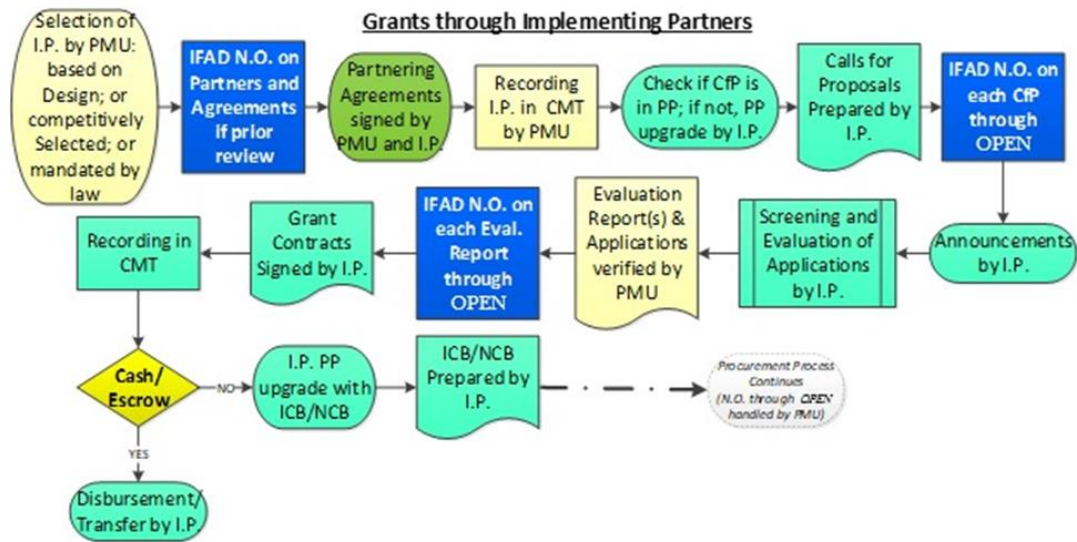 Grants through Implementing Partners
Selection of
I.P. by PMU:
based on
Design; or
competitively
Selected; or
mandated by
law
IFAD N.O. on
Partners and
Agreements
If prior
review
Partnering
Agreements
signed by
PMU and I.P.
Recording
I.P. in CMT
by PMU
Check if CfP is
in PP; if not, PP
upgrade by I.P.
Calls for
Proposals
Prepared by
I.P.
IFAD N.O. on
each CfP
through
OPEN
Announcements
by I.P.
Screening and
Evaluation of
Applications
by I.P.
Evaluation
Report(s) &
Applications
verified by
PMU
IFAD N.O. on
each Eval.
Report
through
OPEN
Grant
Contracts
Signed by I.P.
Recording in
CMT
Cash/
Escrow
NO
I.P. PP
upgrade with
ICB/NCB
ICB/NCB
Prepared by
I.P.
Procurement Process
Continues
(N.O. through OPEN
handled by PMU)
YES
Disbursement/
Transfer by I.P.